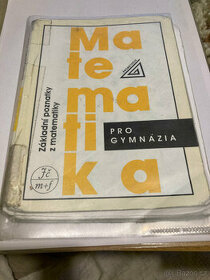 Ma
te
ma
ti
ka
Základní poznatky
z matematiky
PRO
GYMNÁZIA
Jč
m+f